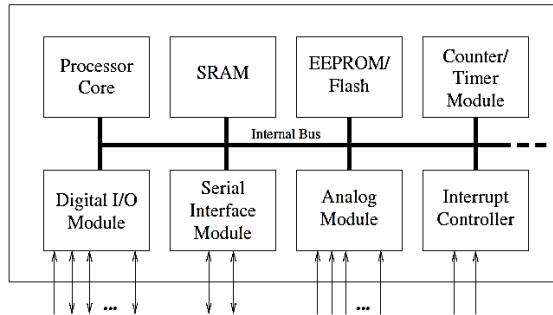 Processor
Core
SRAM
EEPROM/
Flash
Counter/
Timer
Module
Internal Bus
Digital I/O
Module
Serial
Interface
Module
Analog
Module
Interrupt
Controller
...
...